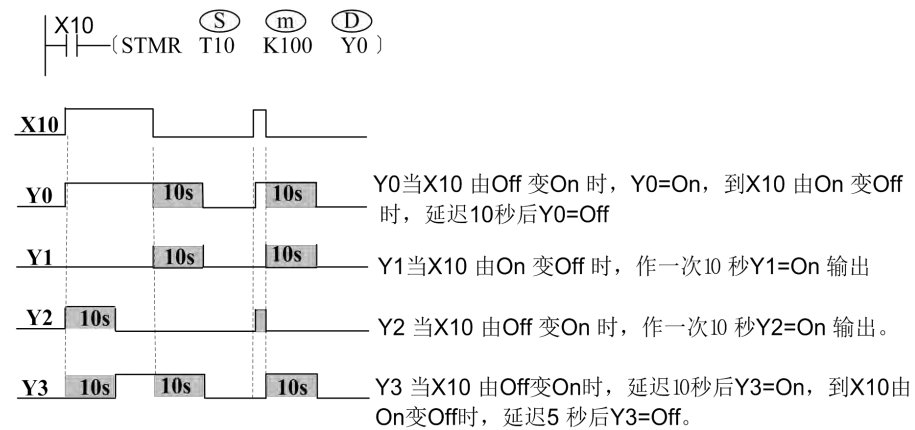 X10 Ⓢ ⓜ Ⓓ
(STMR T10 K100 Y0)
X10
Y0 10s 10s
Y0当X10 由Off 变On 时，Y0=On，到X10 由On 变Off
时，延迟10秒后Y0=Off
Y1 10s 10s
Y1当X10 由On 变Off 时，作一次10 秒Y1=On 输出
Y2 10s
Y2 当X10 由Off 变On 时，作一次10 秒Y2=On 输出。
Y3 10s 10s 10s
Y3 当X10 由Off变On时，延迟10秒后Y3=On，到X10由
On变Off时，延迟5 秒后Y3=Off。